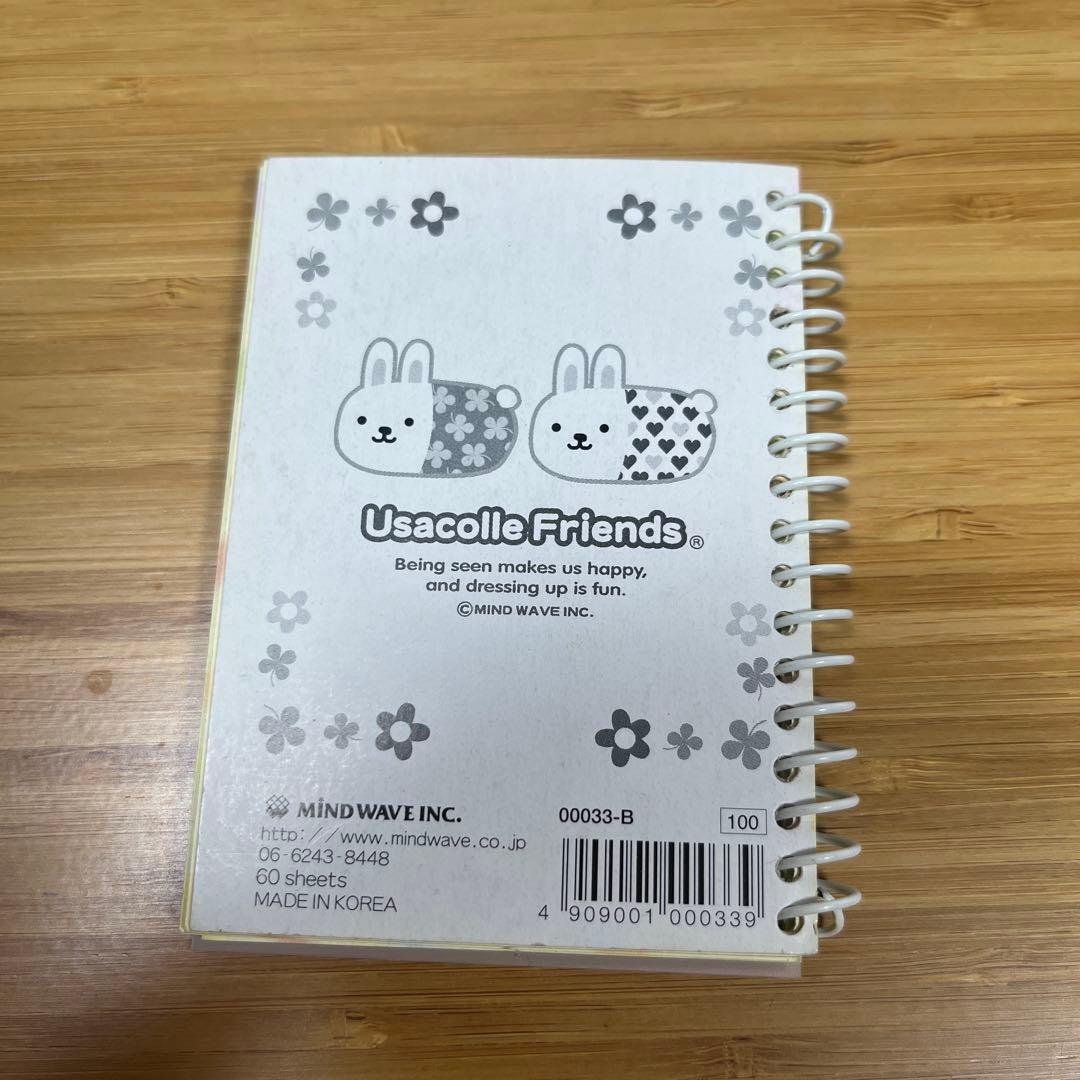 Usacolle Friends®
Being seen makes us happy,
and dressing up is fun.
©MIND WAVE INC.
MIND WAVE INC.
http://www.mindwave.co.jp
06-6243-8448
60 sheets
MADE IN KOREA
00033-B
100
4 909001 000339